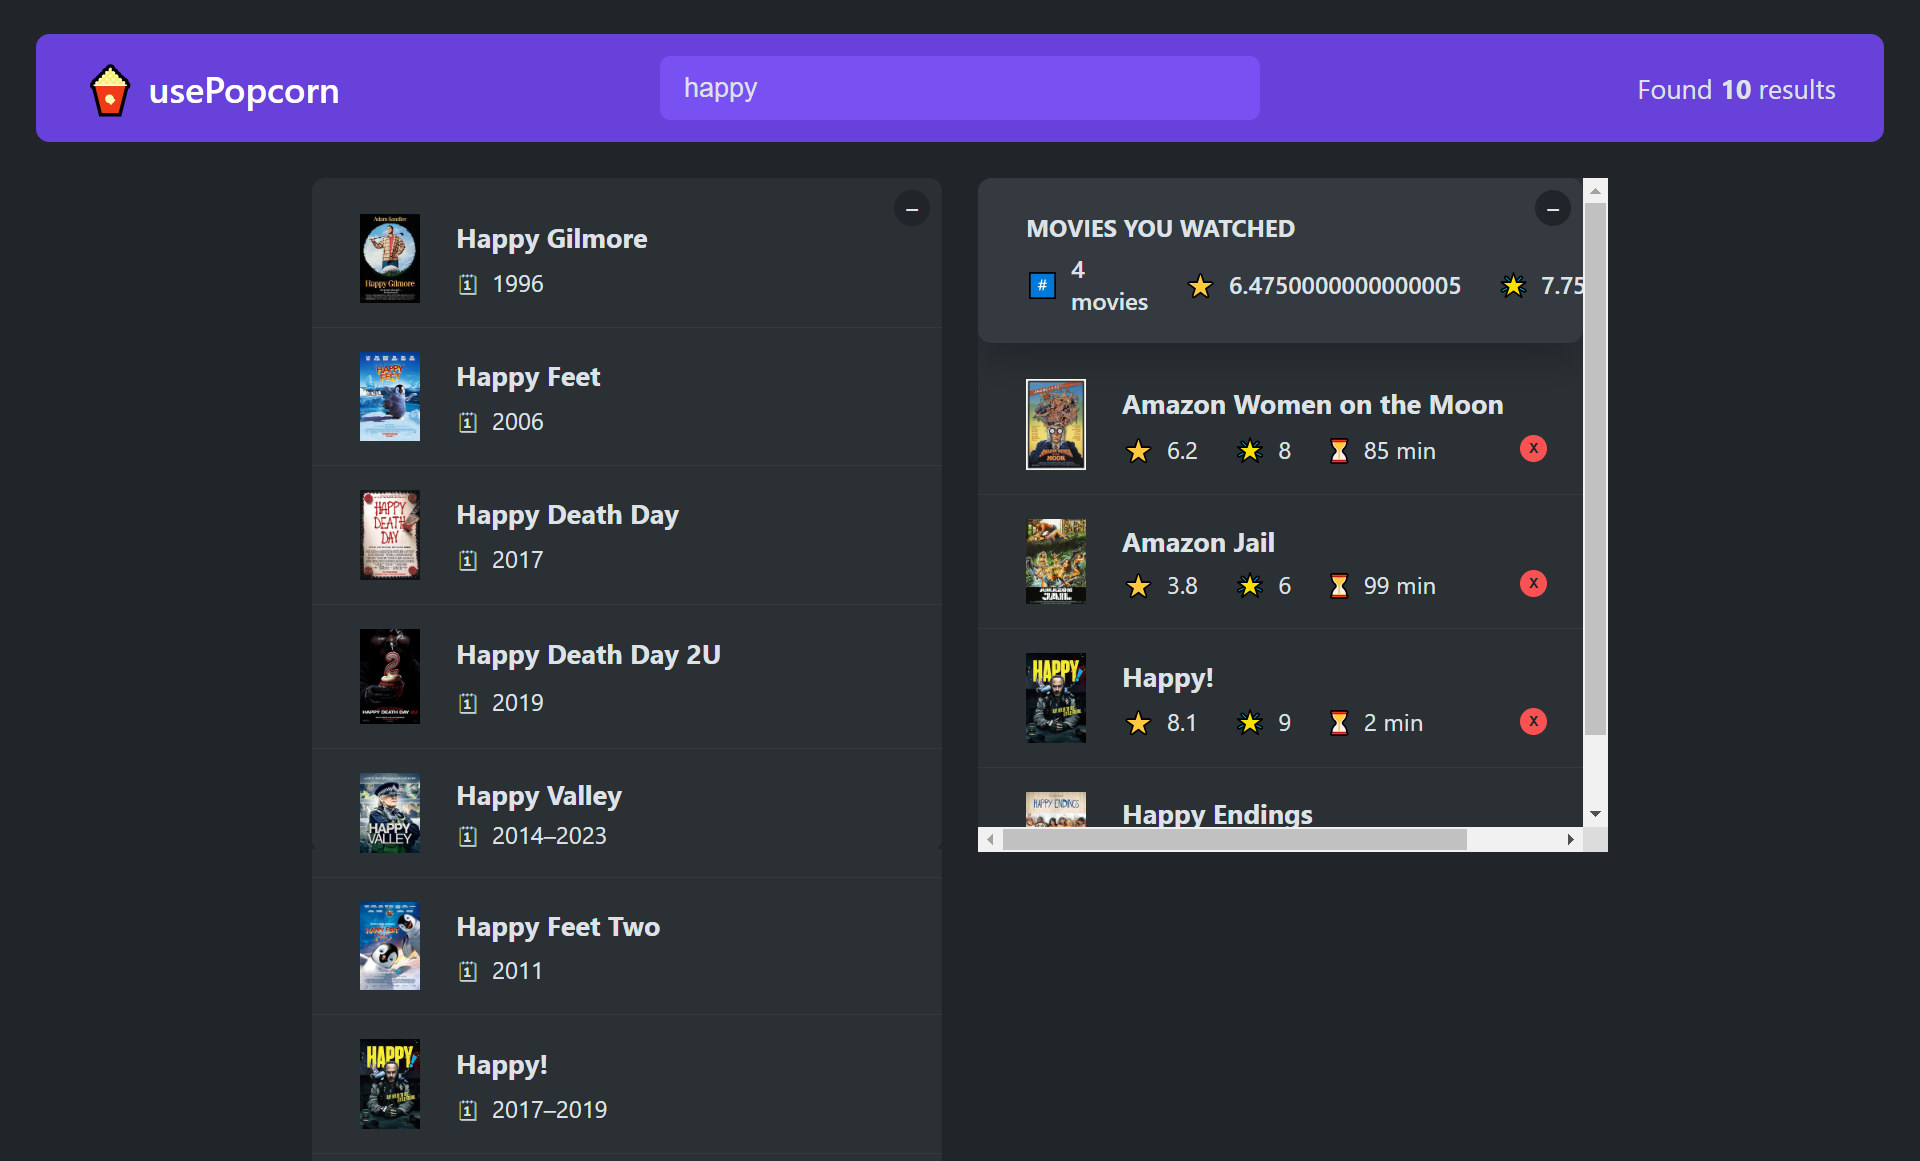 usePopcorn
happy
Found 10 results
Happy Gilmore
1996
Happy Feet
2006
Happy Death Day
2017
Happy Death Day 2U
2019
Happy Valley
2014–2023
Happy Feet Two
2011
Happy!
2017–2019
MOVIES YOU WATCHED
# 4 movies 6.4750000000000005 7.75
Amazon Women on the Moon
6.2 8 85 min X
Amazon Jail
3.8 6 99 min X
Happy!
8.1 9 2 min X
Happy Endings